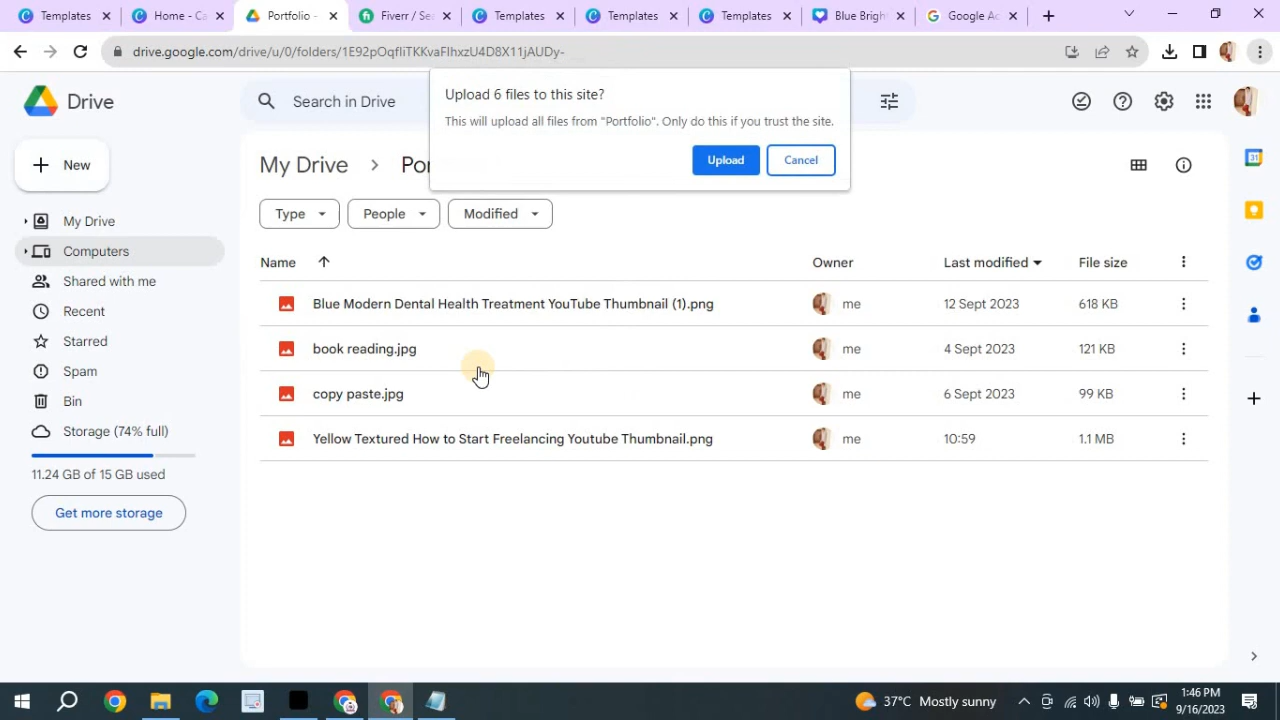 Templates
Home - Ca
Portfolio -
Fiverr / Sea
Templates
Templates
Templates
Blue Brigh
Google Ac
drive.google.com/drive/u/0/folders/1E92pOqfIiTKKvaFIhxzU4D8X11jAUDy-
Upload 6 files to this site?
This will upload all files from "Portfolio". Only do this if you trust the site.
Upload
Cancel
Drive
Search in Drive
New
My Drive
Computers
Shared with me
Recent
Starred
Spam
Bin
Storage (74% full)
11.24 GB of 15 GB used
Get more storage
My Drive > Por
Type
People
Modified
Name
Owner
Last modified
File size
Blue Modern Dental Health Treatment YouTube Thumbnail (1).png
me
12 Sept 2023
618 KB
book reading.jpg
me
4 Sept 2023
121 KB
copy paste.jpg
me
6 Sept 2023
99 KB
Yellow Textured How to Start Freelancing Youtube Thumbnail.png
me
10:59
1.1 MB
31
37°C Mostly sunny
1:46 PM
9/16/2023